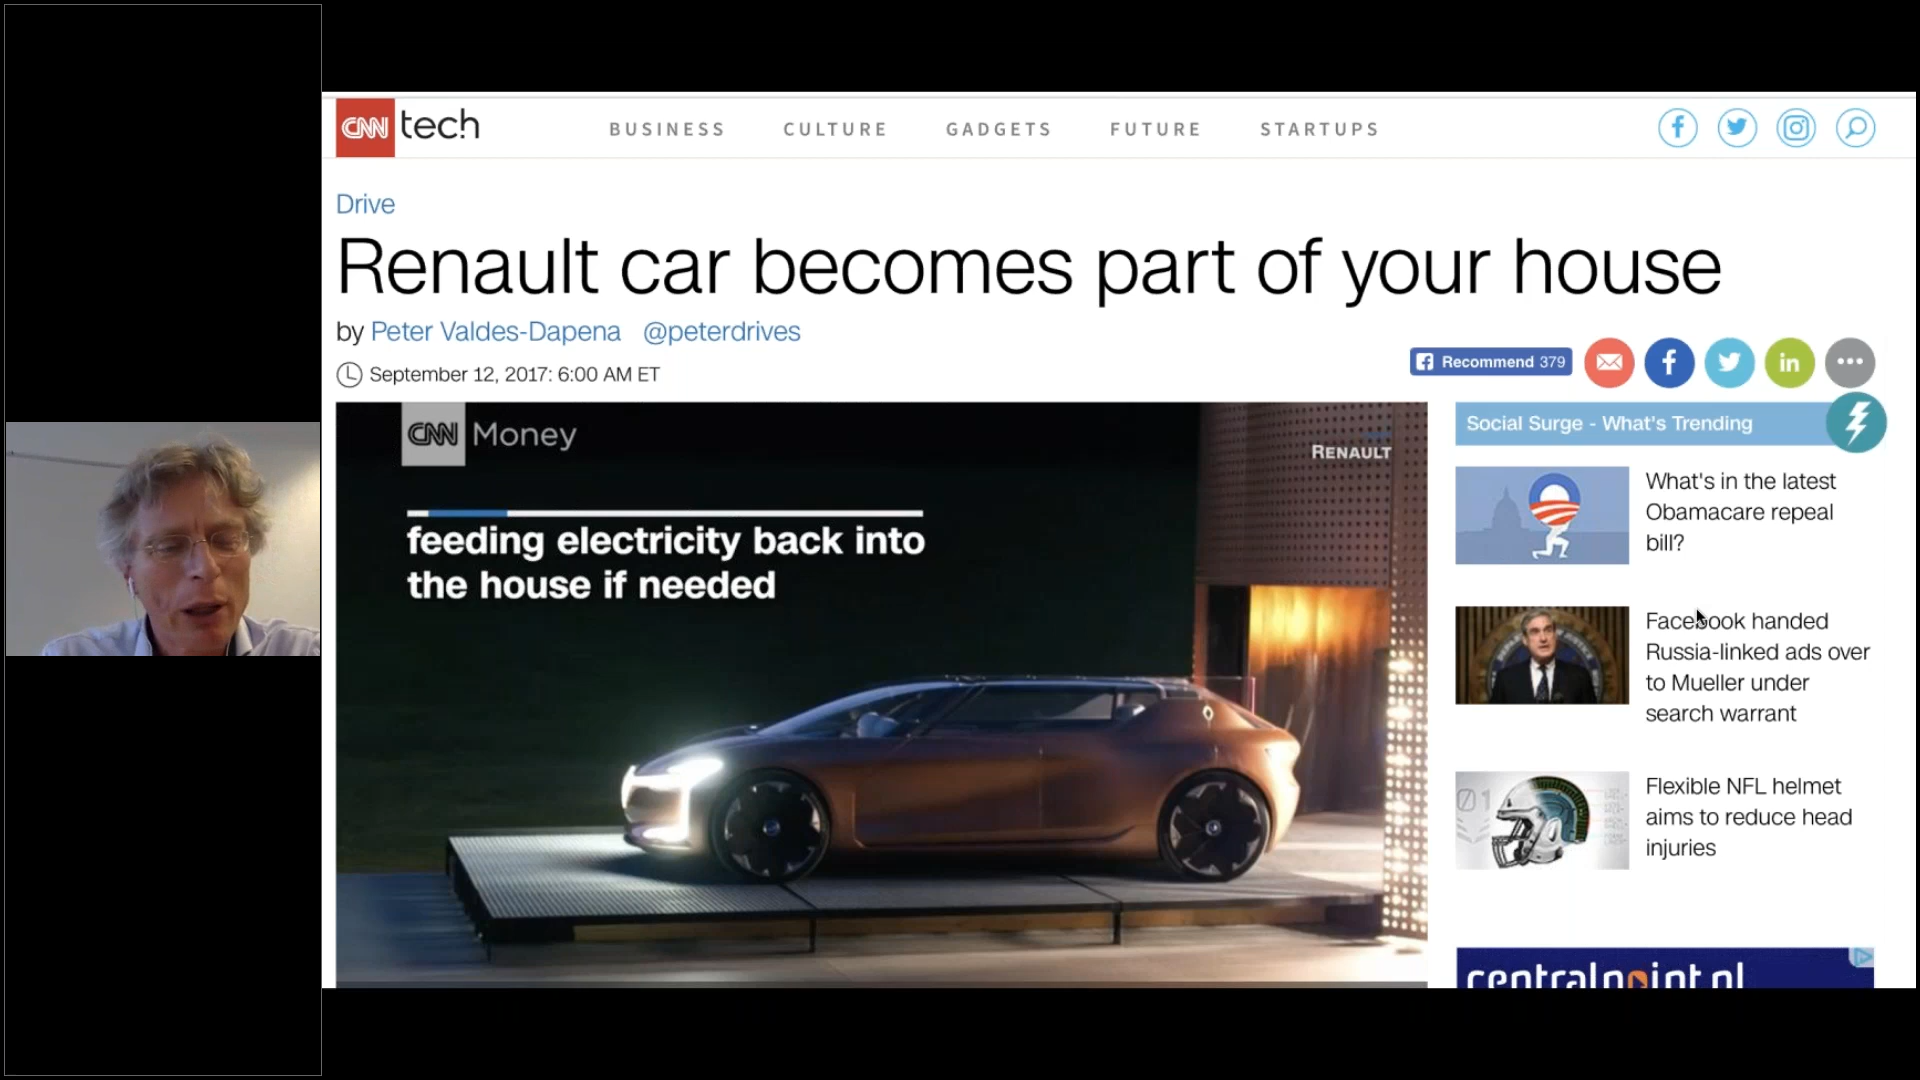 CNN tech
BUSINESS CULTURE GADGETS FUTURE STARTUPS
Drive
Renault car becomes part of your house
by Peter Valdes-Dapena @peterdrives
September 12, 2017: 6:00 AM ET
Recommend 379
in
CNN Money
RENAULT
feeding electricity back into
the house if needed
Social Surge - What's Trending
What's in the latest
Obamacare repeal
bill?
Facebook handed
Russia-linked ads over
to Mueller under
search warrant
Flexible NFL helmet
aims to reduce head
injuries
centralpoint.nl